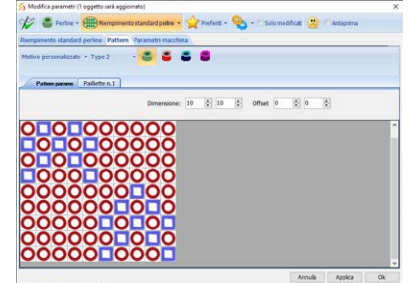 Modifica parametri (1 oggetto sarà aggiornato)
Perline Riempimento standard perline Preferiti Solo modificati Anteprima
Riempimento standard perline Pattern Parametri macchina
Motivo personalizzato Type 2
Pattern params Paillette n.1
Dimensione: 10 10 Offset 0 0
Annulla Applica Ok